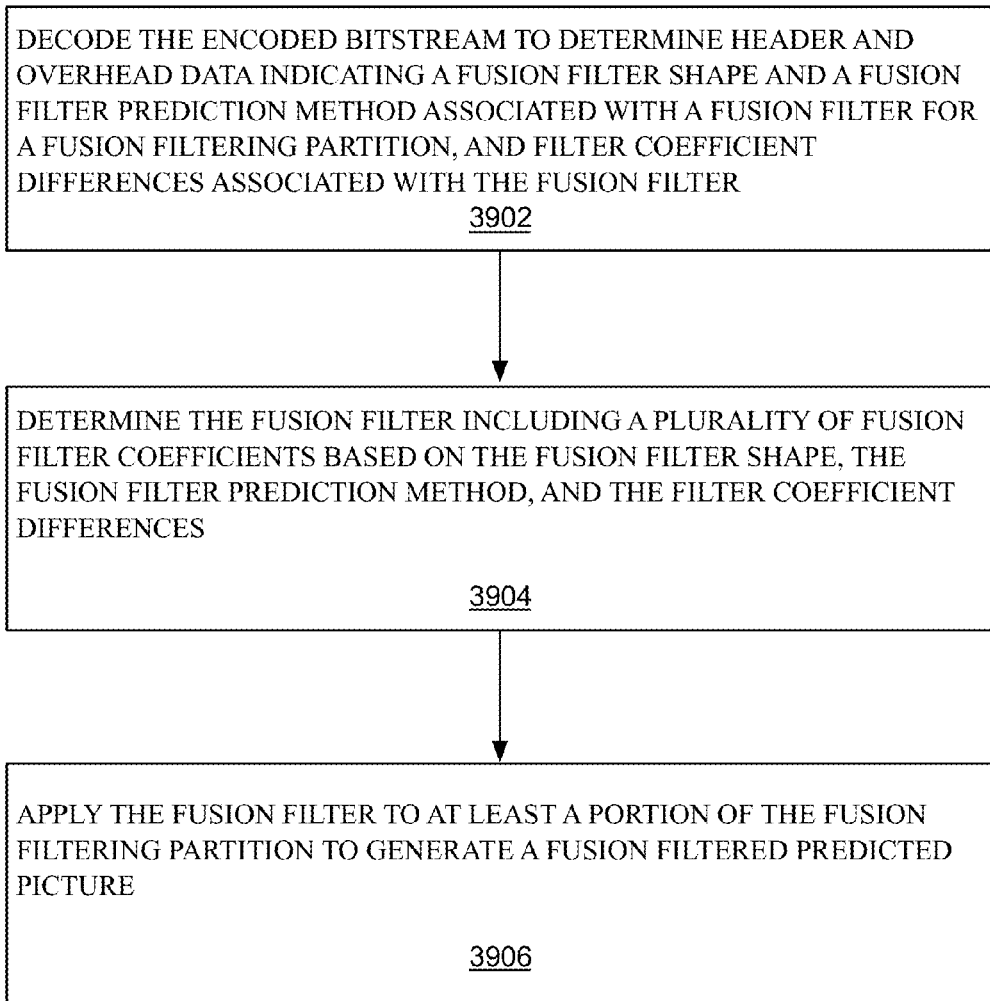 DECODE THE ENCODED BITSTREAM TO DETERMINE HEADER AND
OVERHEAD DATA INDICATING A FUSION FILTER SHAPE AND A FUSION
FILTER PREDICTION METHOD ASSOCIATED WITH A FUSION FILTER FOR
A FUSION FILTERING PARTITION, AND FILTER COEFFICIENT
DIFFERENCES ASSOCIATED WITH THE FUSION FILTER
3902
DETERMINE THE FUSION FILTER INCLUDING A PLURALITY OF FUSION
FILTER COEFFICIENTS BASED ON THE FUSION FILTER SHAPE, THE
FUSION FILTER PREDICTION METHOD, AND THE FILTER COEFFICIENT
DIFFERENCES
3904
APPLY THE FUSION FILTER TO AT LEAST A PORTION OF THE FUSION
FILTERING PARTITION TO GENERATE A FUSION FILTERED PREDICTED
PICTURE
3906